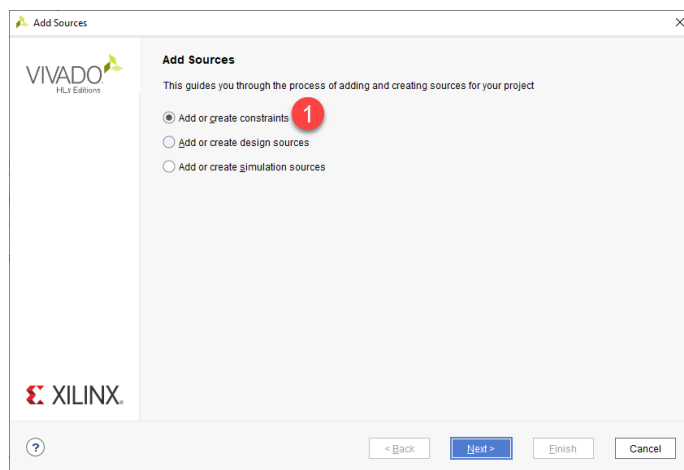 Add Sources
VIVADO
HLx Editions
Add Sources
This guides you through the process of adding and creating sources for your project
Add or create constraints 1
Add or create design sources
Add or create simulation sources
XILINX
?
< Back
Next >
Finish
Cancel